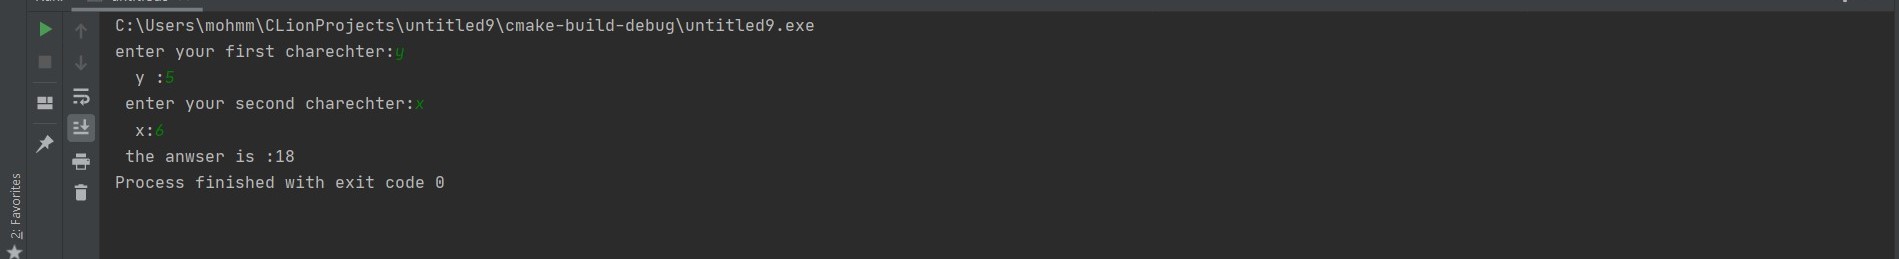 C:\Users\mohmm\CLionProjects\untitled9\cmake-build-debug\untitled9.exe
enter your first charechter:y
y :5
enter your second charechter:x
x:6
the anwser is :18
Process finished with exit code 0
2: Favorites